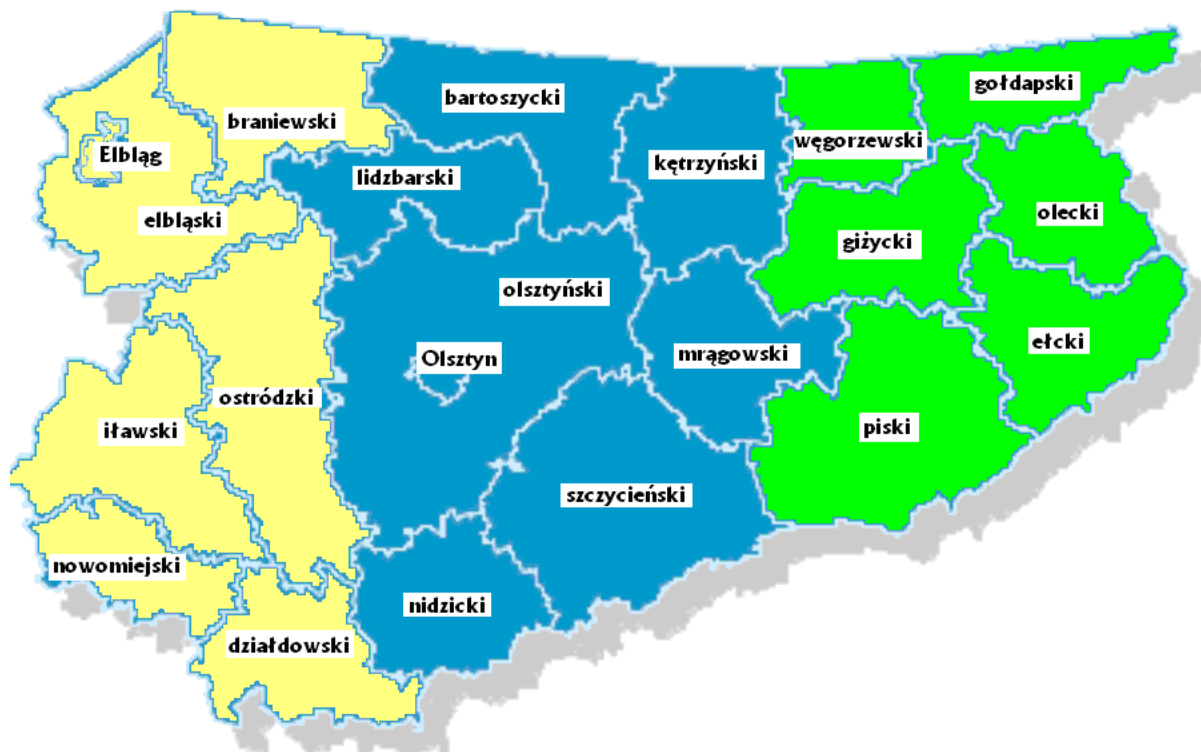 gołdapski
bartoszycki
braniewski
węgorzewski
Elbląg
kętrzyński
lidzbarski
elbląski
olecki
giżycki
olsztyński
ełcki
mrągowski
Olsztyn
ostródzki
iławski
piski
szczycieński
nowomiejski
nidzicki
działdowski